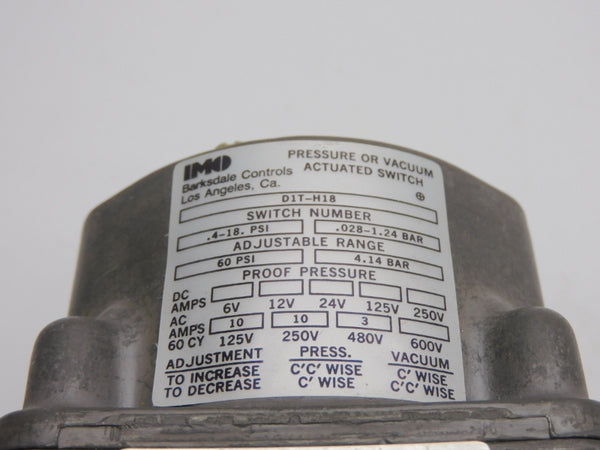 IMO
Barksdale Controls
Los Angeles, Ca.
PRESSURE OR VACUUM
ACTUATED SWITCH
D1T-H18
SWITCH NUMBER
.4-18. PSI .028-1.24 BAR
ADJUSTABLE RANGE
60 PSI 4.14 BAR
PROOF PRESSURE
DC
AMPS 6V 12V 24V 125V 250V
AC 10 10 3
AMPS
60 CY 125V 250V 480V 600V
ADJUSTMENT PRESS. VACUUM
TO INCREASE C'C' WISE C' WISE
TO DECREASE C' WISE C'C' WISE